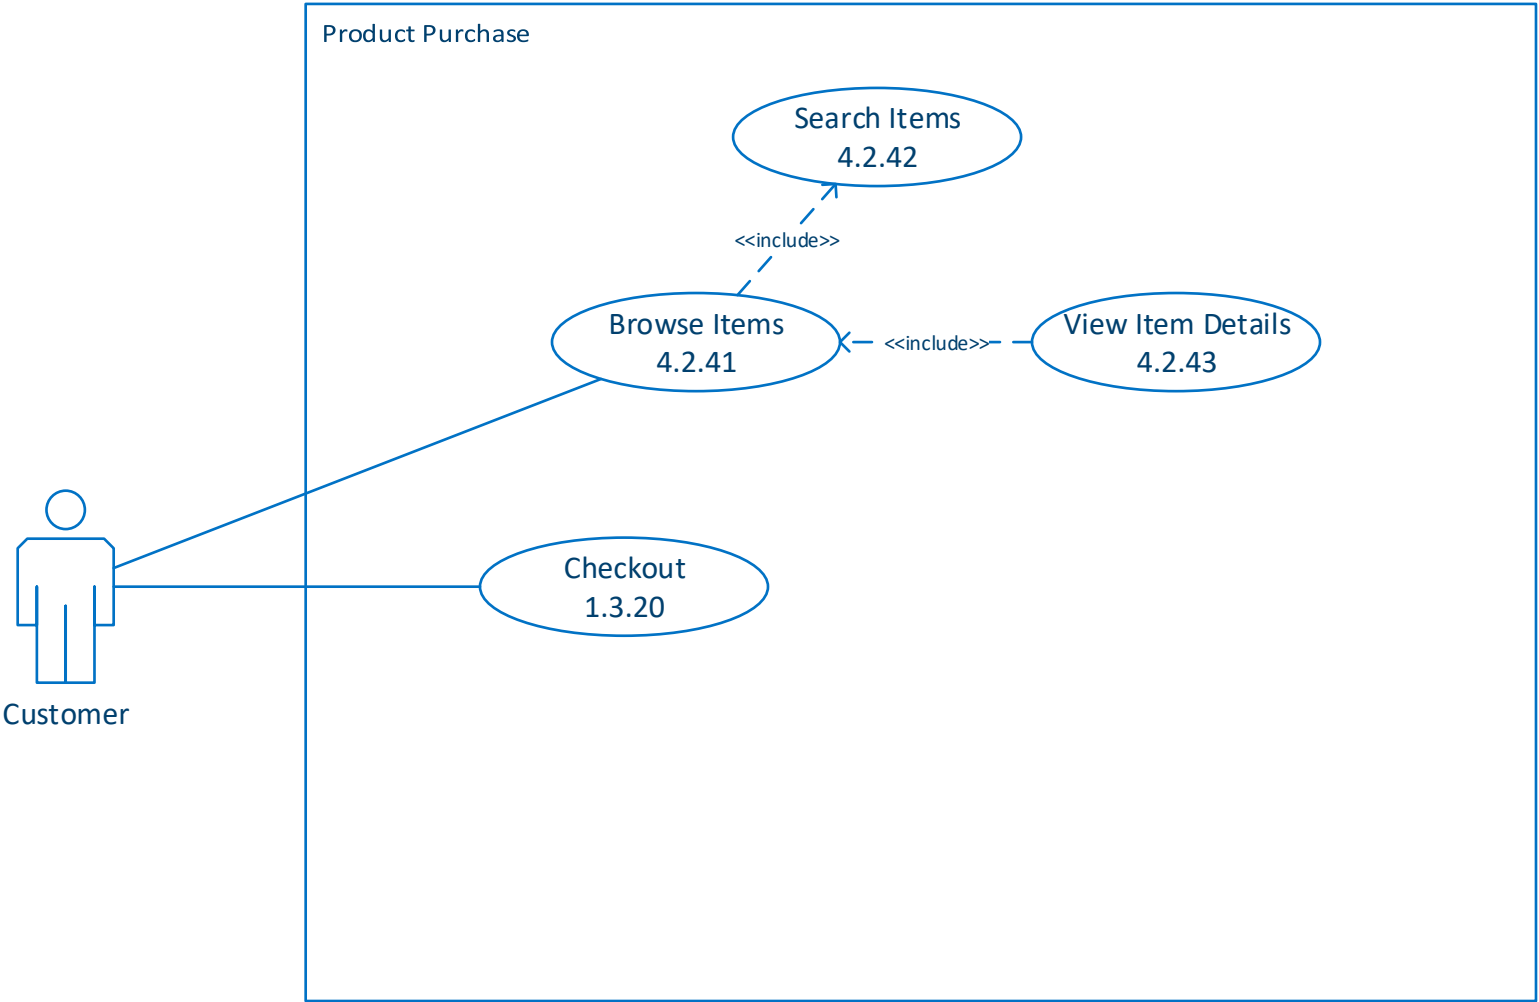 Product Purchase
Search Items
4.2.42
<<include>>
Browse Items
4.2.41
<<include>>
View Item Details
4.2.43
Checkout
1.3.20
Customer